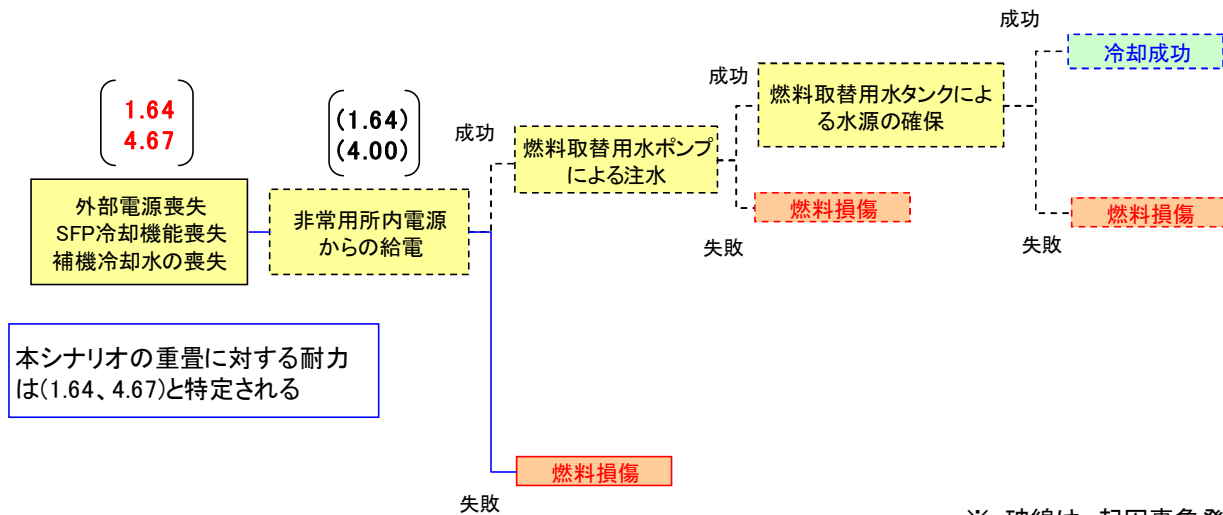 1.64
4.67
(1.64)
(4.00)
外部電源喪失
SFP冷却機能喪失
補機冷却水の喪失
非常用所内電源
からの給電
成功
燃料取替用水ポンプ
による注水
成功
燃料取替用水タンクによ
る水源の確保
成功
冷却成功
燃料損傷
失敗
燃料損傷
失敗
本シナリオの重畳に対する耐力
は(1.64、4.67)と特定される
燃料損傷
失敗